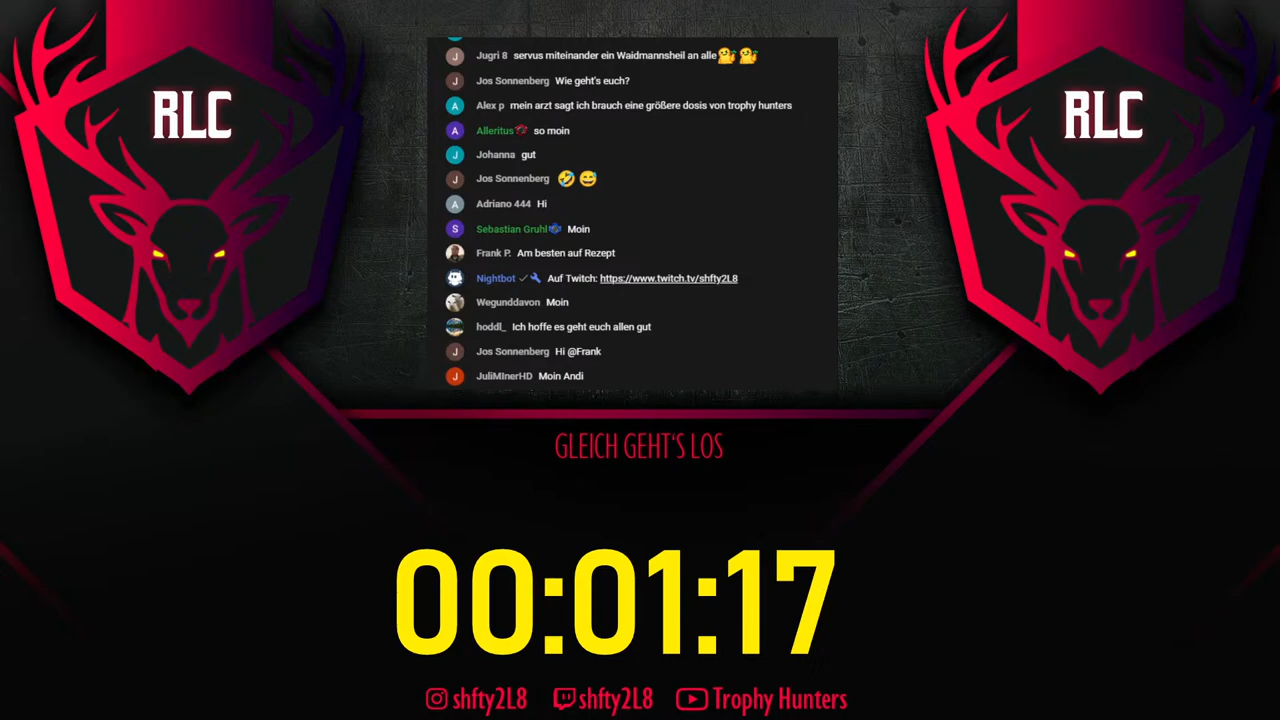 RLC
RLC
Jugri 8 servus miteinander ein Waidmannsheil an alle
J Jos Sonnenberg Wie geht's euch?
A Alex p mein arzt sagt ich brauch eine größere dosis von trophy hunters
A Alleritus so moin
J Johanna gut
J Jos Sonnenberg 🤣 😅
A Adriano 444 Hi
S Sebastian Gruhl Moin
Frank P. Am besten auf Rezept
Nightbot Auf Twitch: https://www.twitch.tv/shfty2L8
Wegunddavon Moin
hoddl_ Ich hoffe es geht euch allen gut
J Jos Sonnenberg Hi @Frank
J JuliMInerHD Moin Andi
GLEICH GEHT'S LOS
00:01:17
shfty2L8 shfty2L8 Trophy Hunters